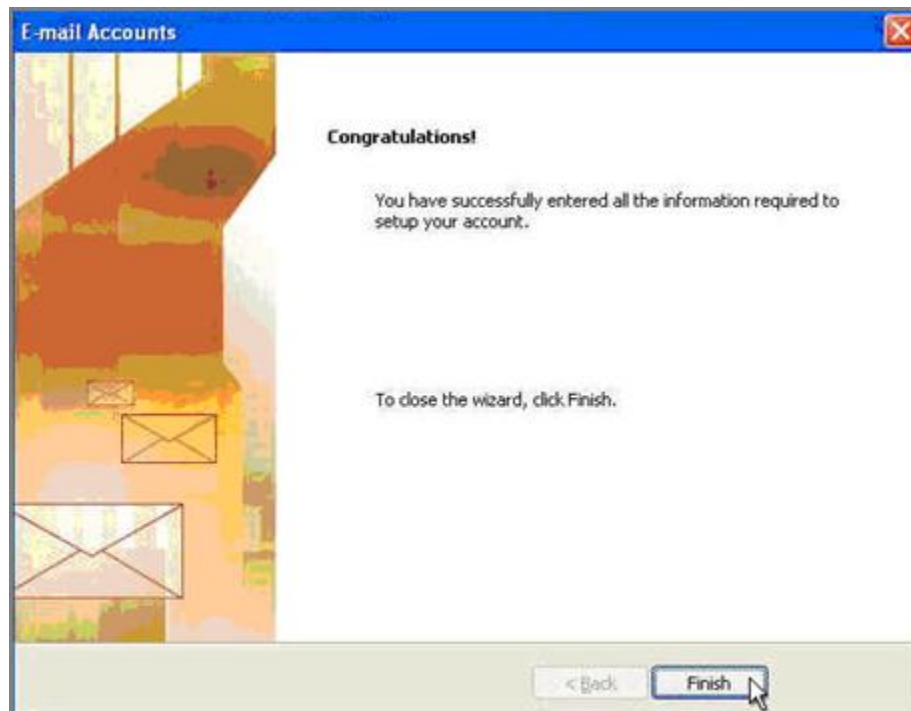 E-mail Accounts
Congratulations!
You have successfully entered all the information required to
setup your account.
To close the wizard, click Finish.
< Back
Finish